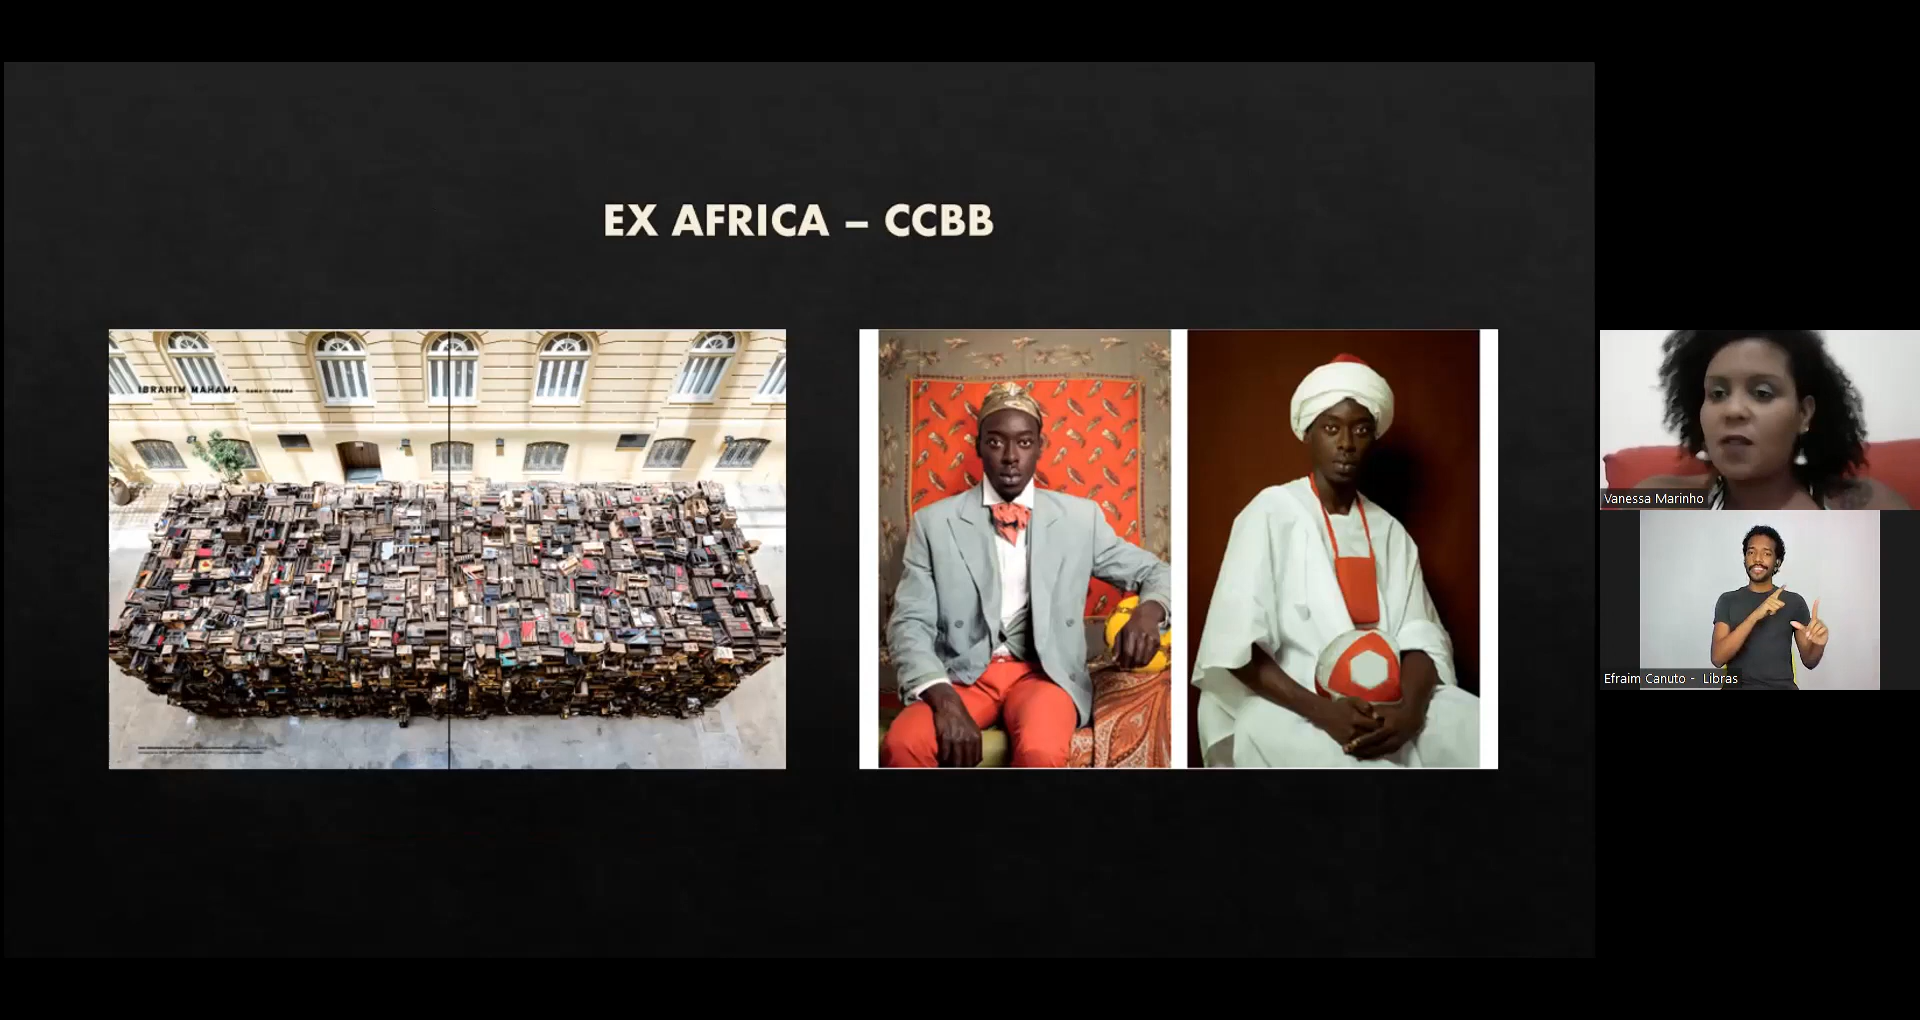 EX AFRICA – CCBB
IBRAHIM MAHAMA
Vanessa Marinho
Efraim Canuto - Libras